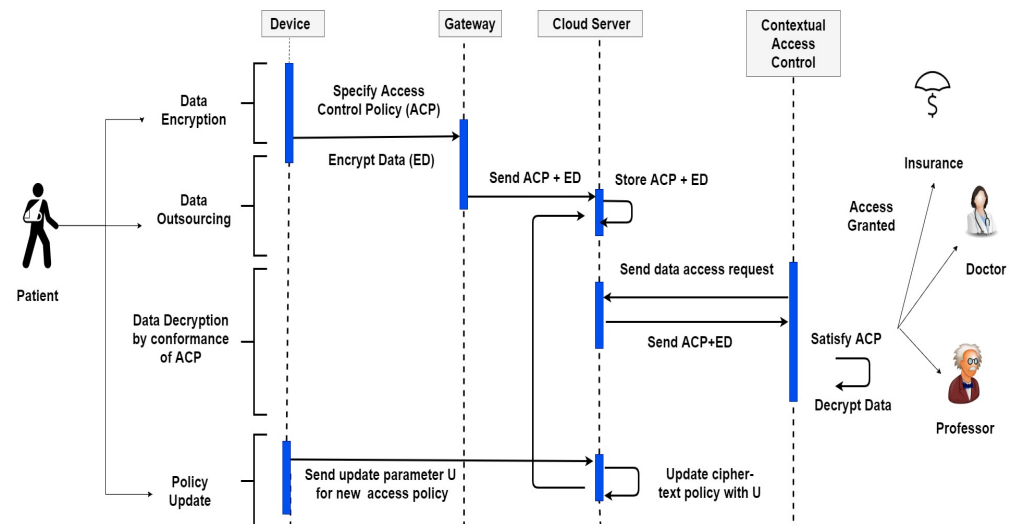 Device
Gateway
Cloud Server
Contextual
Access
Control
Data
Encryption
Specify Access
Control Policy (ACP)
Encrypt Data (ED)
Data
Outsourcing
Send ACP + ED
Store ACP + ED
Insurance
Access
Granted
Doctor
Patient
Data Decryption
by conformance
of ACP
Send data access request
Send ACP+ED
Satisfy ACP
Decrypt Data
Professor
Policy
Update
Send update parameter U
for new access policy
Update cipher-
text policy with U